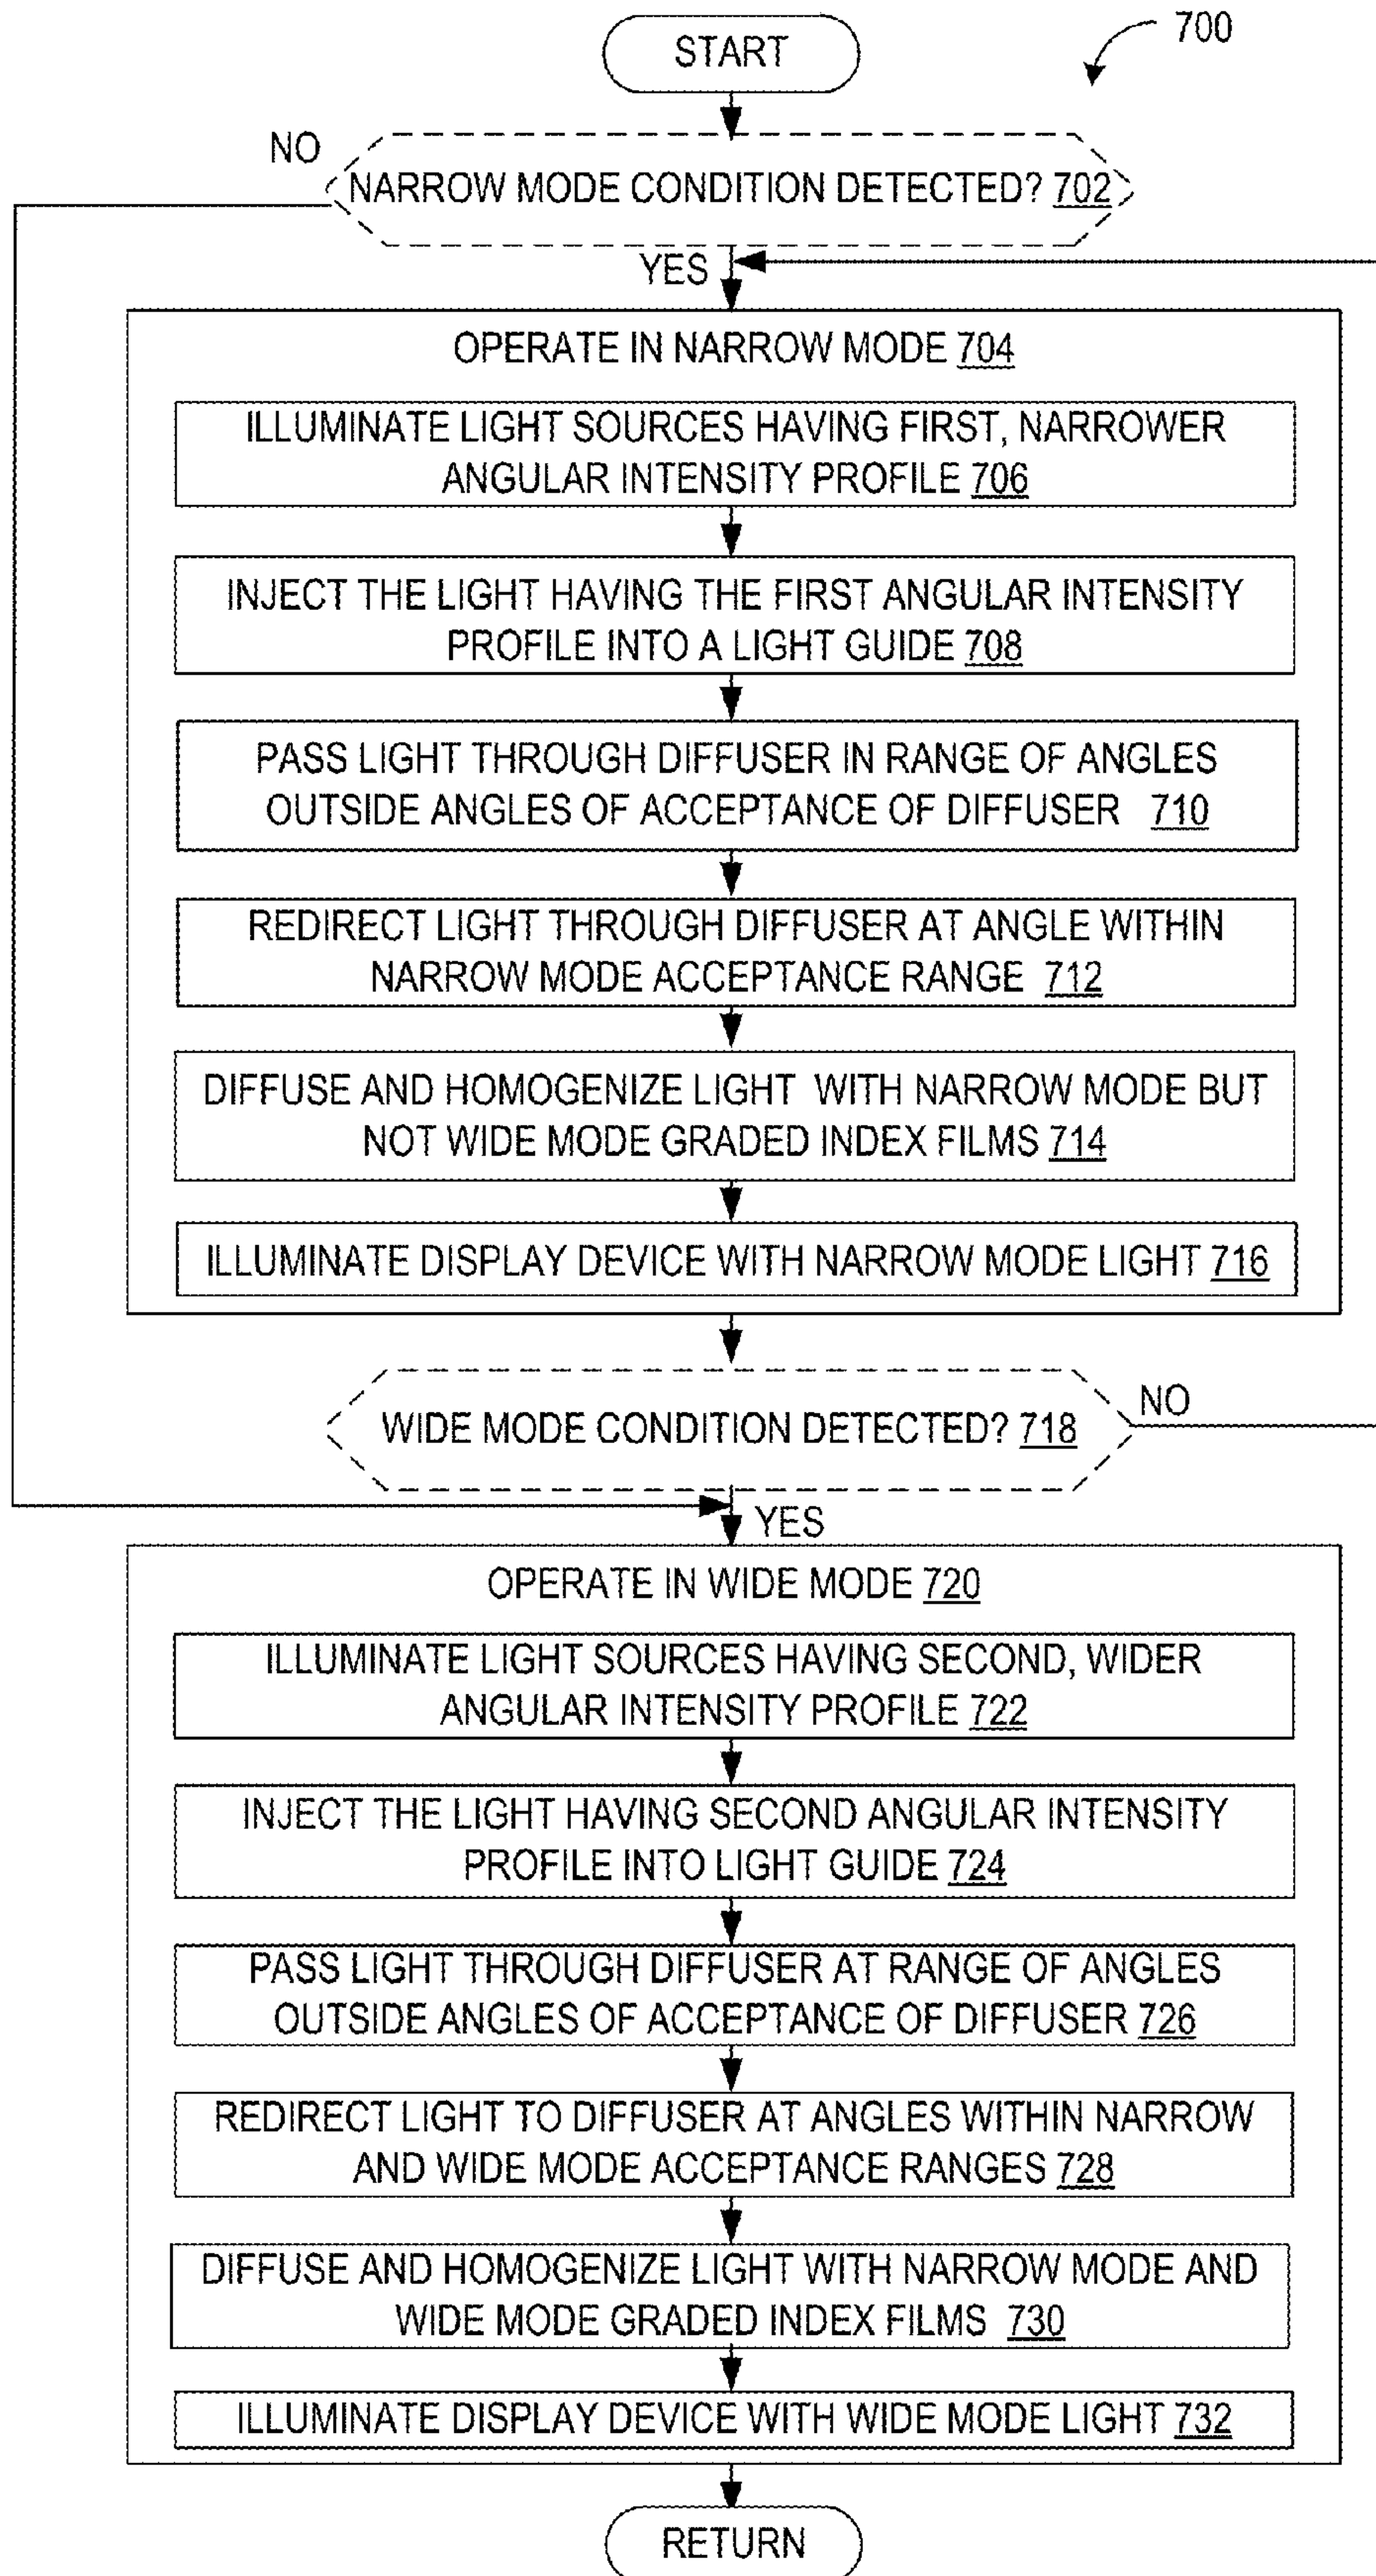 START
700
NO
NARROW MODE CONDITION DETECTED? 702
YES
OPERATE IN NARROW MODE 704
ILLUMINATE LIGHT SOURCES HAVING FIRST, NARROWER
ANGULAR INTENSITY PROFILE 706
INJECT THE LIGHT HAVING THE FIRST ANGULAR INTENSITY
PROFILE INTO A LIGHT GUIDE 708
PASS LIGHT THROUGH DIFFUSER IN RANGE OF ANGLES
OUTSIDE ANGLES OF ACCEPTANCE OF DIFFUSER 710
REDIRECT LIGHT THROUGH DIFFUSER AT ANGLE WITHIN
NARROW MODE ACCEPTANCE RANGE 712
DIFFUSE AND HOMOGENIZE LIGHT WITH NARROW MODE BUT
NOT WIDE MODE GRADED INDEX FILMS 714
ILLUMINATE DISPLAY DEVICE WITH NARROW MODE LIGHT 716
WIDE MODE CONDITION DETECTED? 718
NO
YES
OPERATE IN WIDE MODE 720
ILLUMINATE LIGHT SOURCES HAVING SECOND, WIDER
ANGULAR INTENSITY PROFILE 722
INJECT THE LIGHT HAVING SECOND ANGULAR INTENSITY
PROFILE INTO LIGHT GUIDE 724
PASS LIGHT THROUGH DIFFUSER AT RANGE OF ANGLES
OUTSIDE ANGLES OF ACCEPTANCE OF DIFFUSER 726
REDIRECT LIGHT TO DIFFUSER AT ANGLES WITHIN NARROW
AND WIDE MODE ACCEPTANCE RANGES 728
DIFFUSE AND HOMOGENIZE LIGHT WITH NARROW MODE AND
WIDE MODE GRADED INDEX FILMS 730
ILLUMINATE DISPLAY DEVICE WITH WIDE MODE LIGHT 732
RETURN